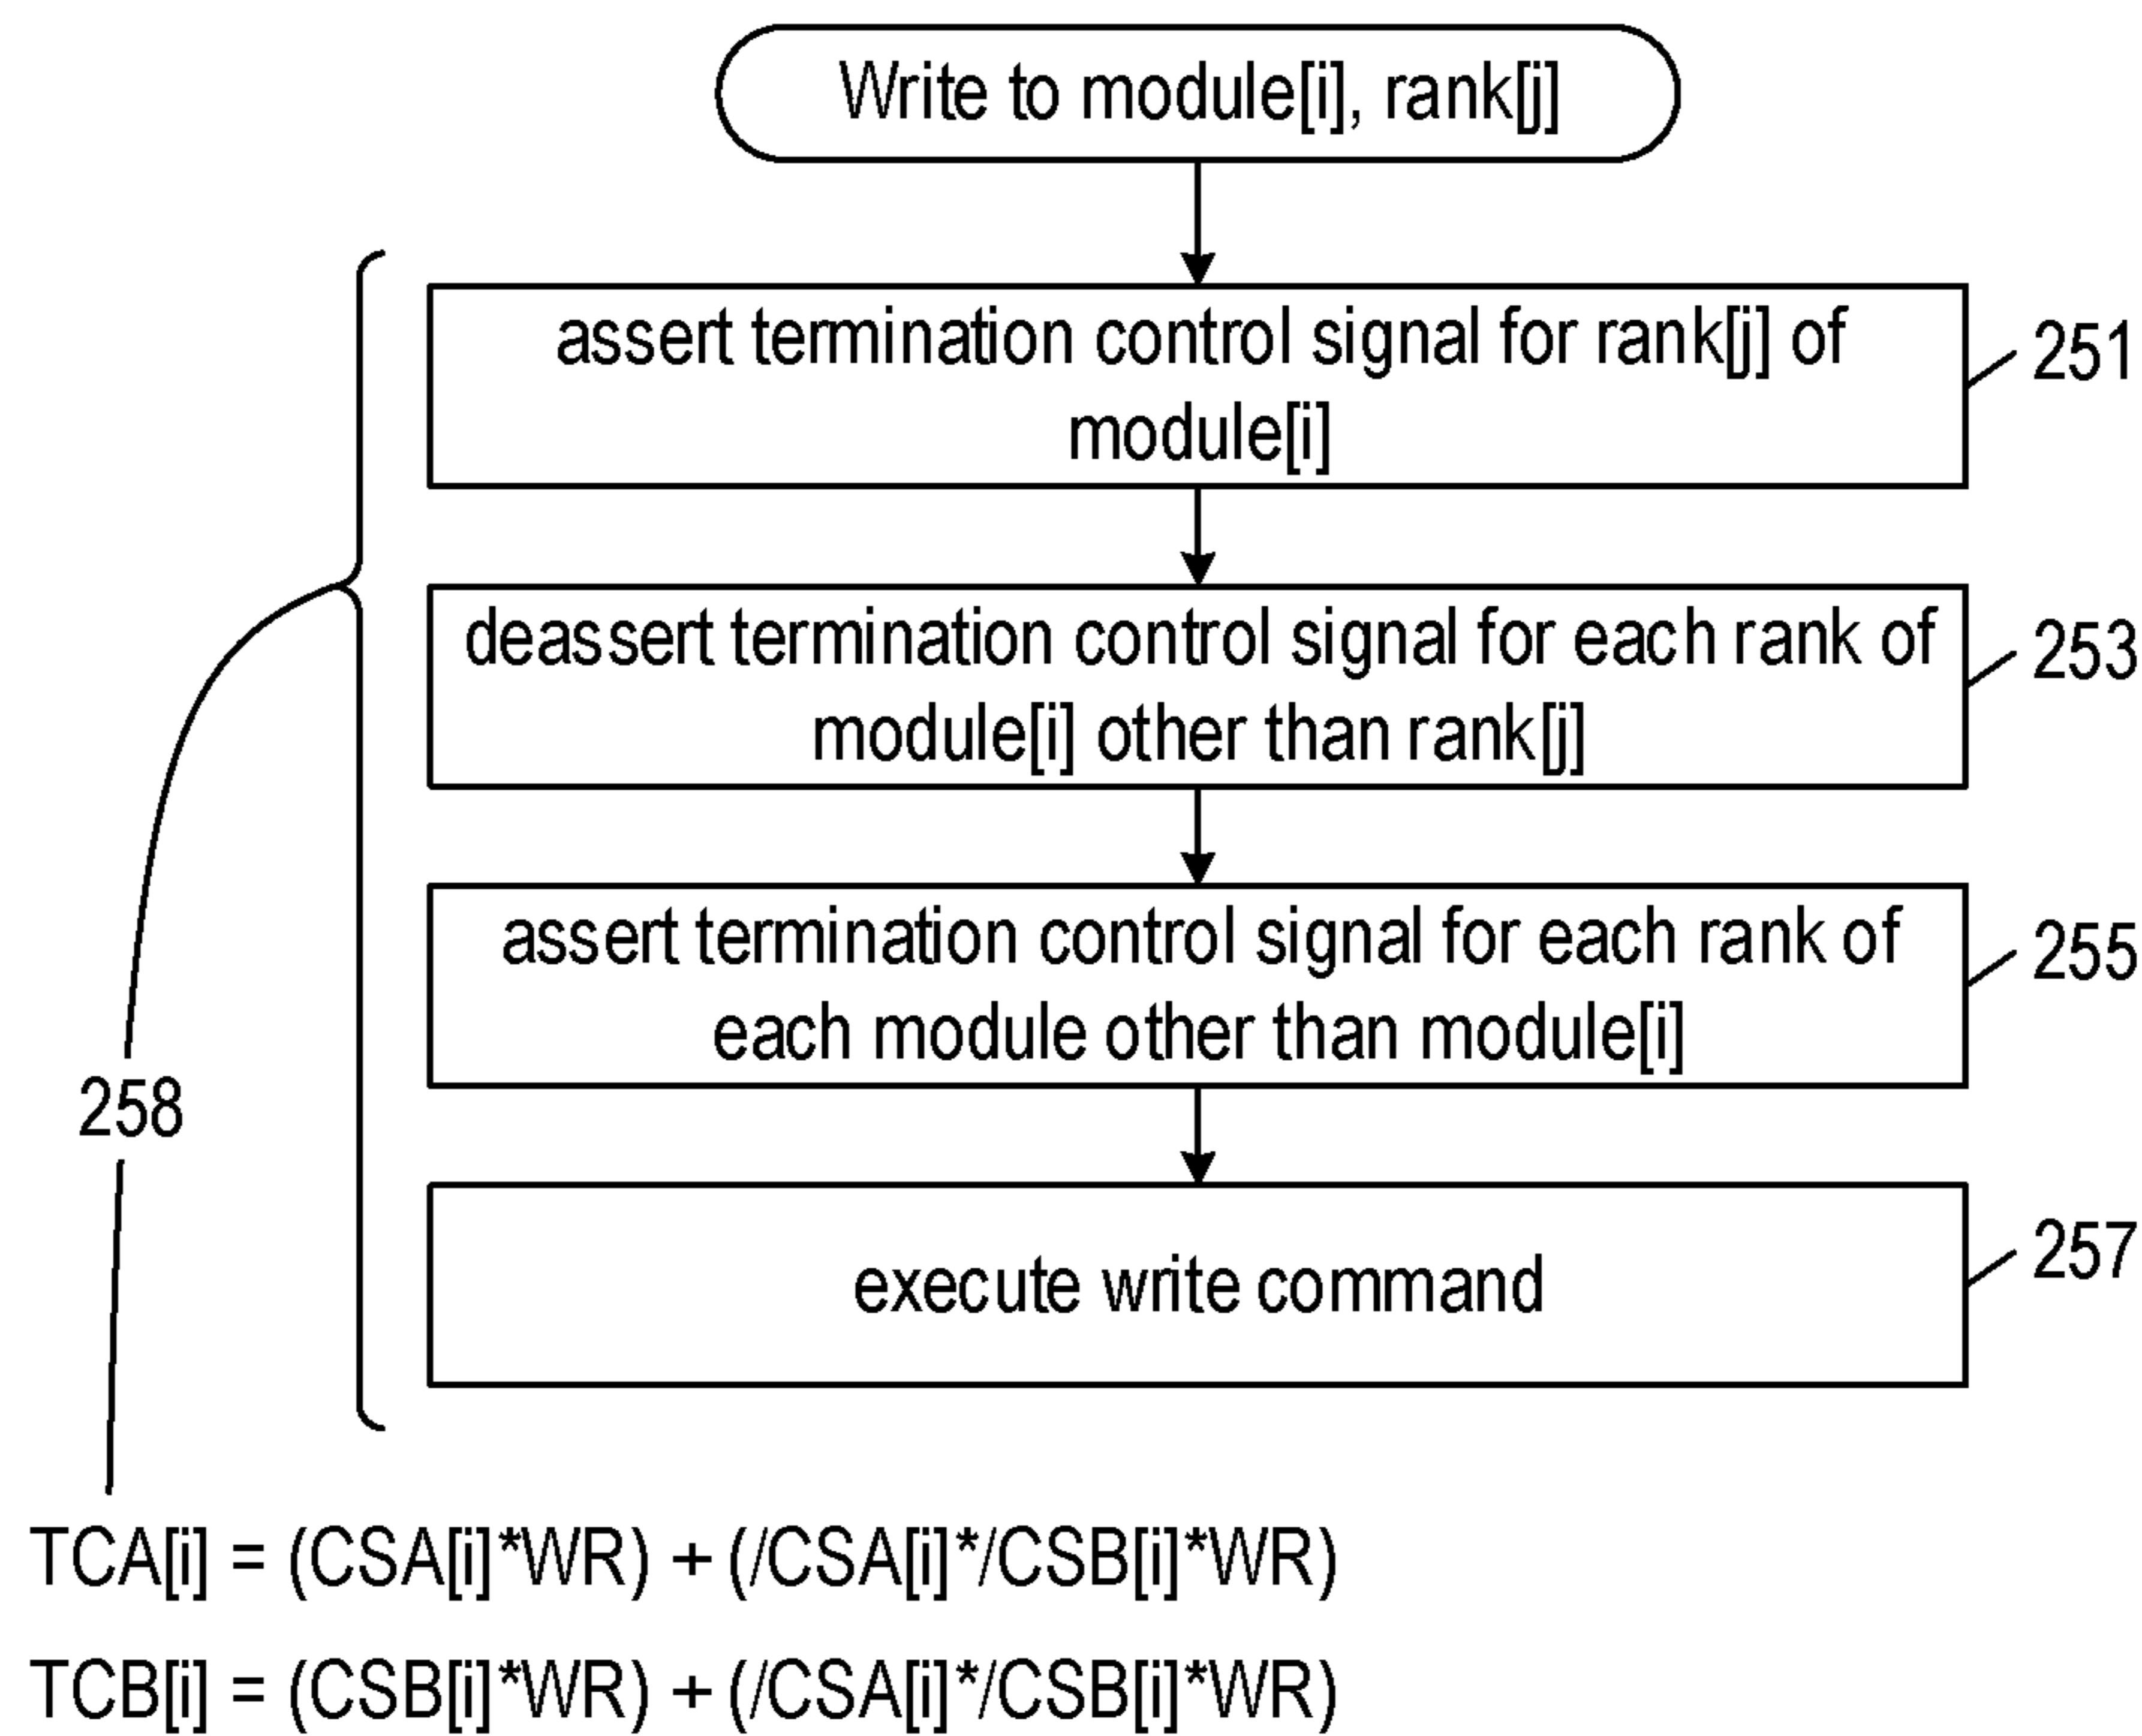 Write to module[i], rank[j]
assert termination control signal for rank[j] of
module[i]
251
deassert termination control signal for each rank of
module[i] other than rank[j]
253
assert termination control signal for each rank of
each module other than module[i]
255
258
execute write command
257
TCA[i] = (CSA[i]*WR) + (/CSA[i]*/CSB[i]*WR)
TCB[i] = (CSB[i]*WR) + (/CSA[i]*/CSB[i]*WR)